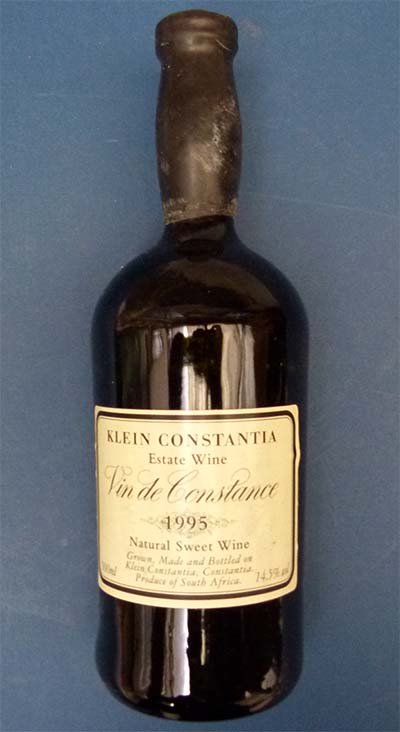 KLEIN CONSTANTIA
Estate Wine
Vin de Constance
1995
Natural Sweet Wine
Grown, Made and Bottled on
Klein Constantia, Constantia.
Produce of South Africa.
14.5%